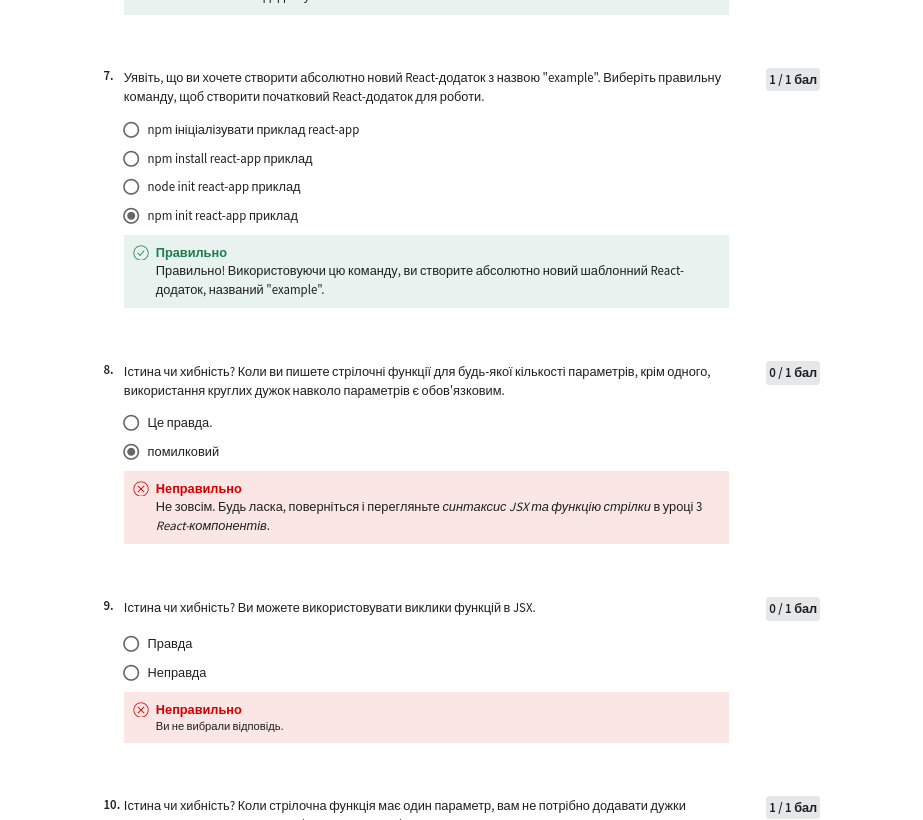 7.
Уявіть, що ви хочете створити абсолютно новий React-додаток з назвою "example". Виберіть правильну
команду, щоб створити початковий React-додаток для роботи.
1 / 1 бал
npm ініціалізувати приклад react-app
npm install react-app приклад
node init react-app приклад
npm init react-app приклад
Правильно
Правильно! Використовуючи цю команду, ви створите абсолютно новий шаблонний React-
додаток, названий "example".
8.
Істина чи хибність? Коли ви пишете стрілочні функції для будь-якої кількості параметрів, крім одного,
використання круглих дужок навколо параметрів є обов'язковим.
0 / 1 бал
Це правда.
помилковий
Неправильно
Не зовсім. Будь ласка, поверніться і перегляньте синтаксис JSX та функцію стрілки в уроці 3
React-компонентів.
9.
Істина чи хибність? Ви можете використовувати виклики функцій в JSX.
0 / 1 бал
Правда
Неправда
Неправильно
Ви не вибрали відповідь.
10.
Істина чи хибність? Коли стрілочна функція має один параметр, вам не потрібно додавати дужки
1 / 1 бал